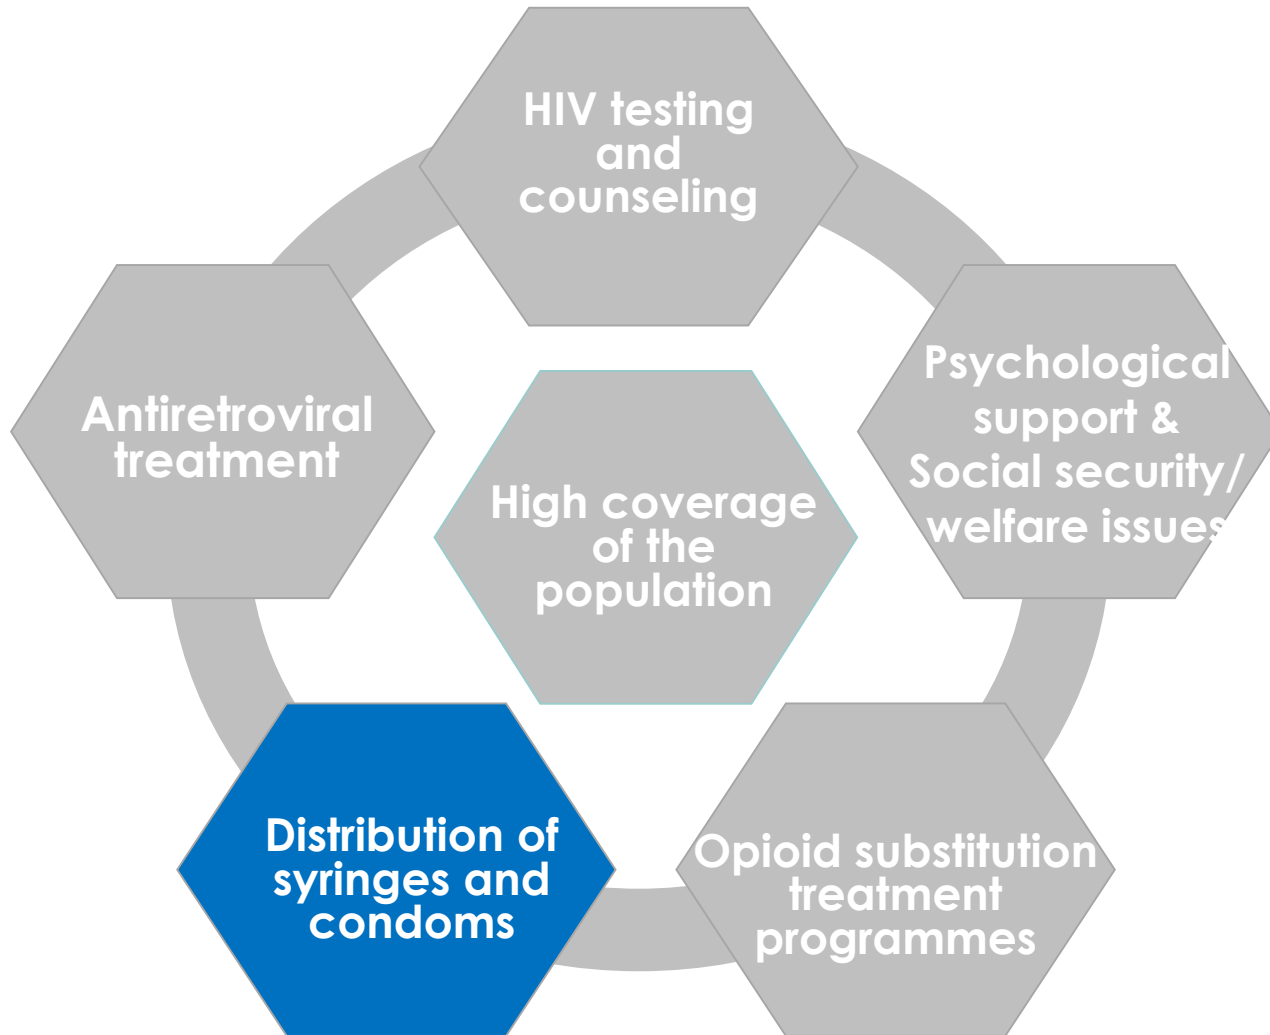 HIV testing
and
counseling
Psychological
support &
Social security/
welfare issues
Antiretroviral
treatment
High coverage
of the
population
Distribution of
syringes and
condoms
Opioid substitution
treatment
programmes